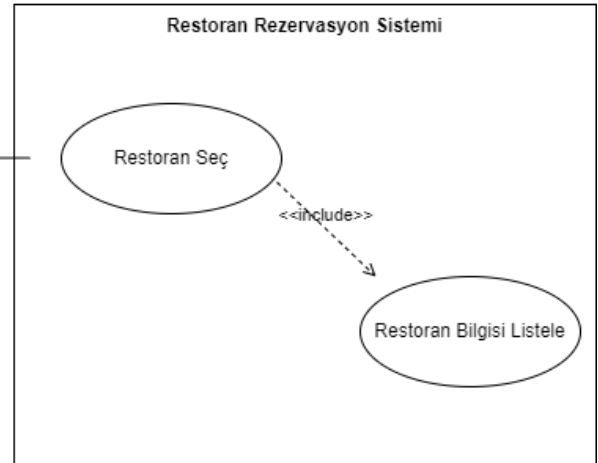 Restoran Rezervasyon Sistemi
Restoran Seç
<<include>>
Restoran Bilgisi Listele